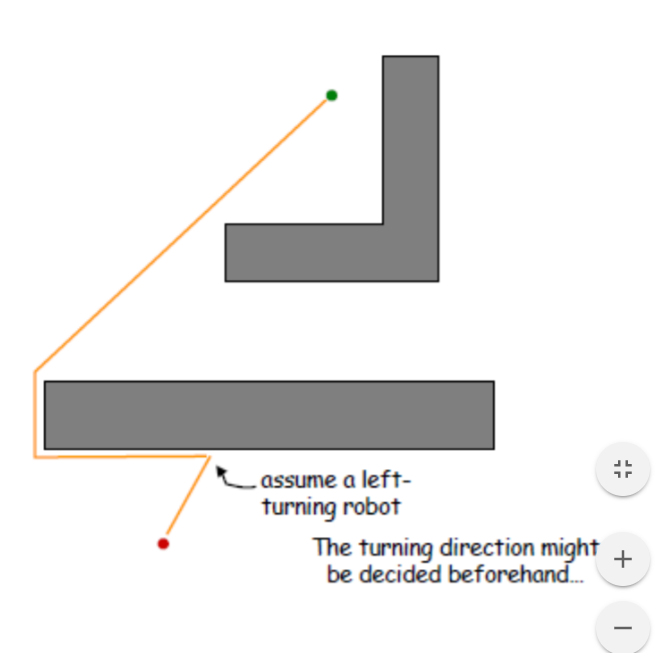 assume a left-
turning robot
The turning direction might
be decided beforehand...